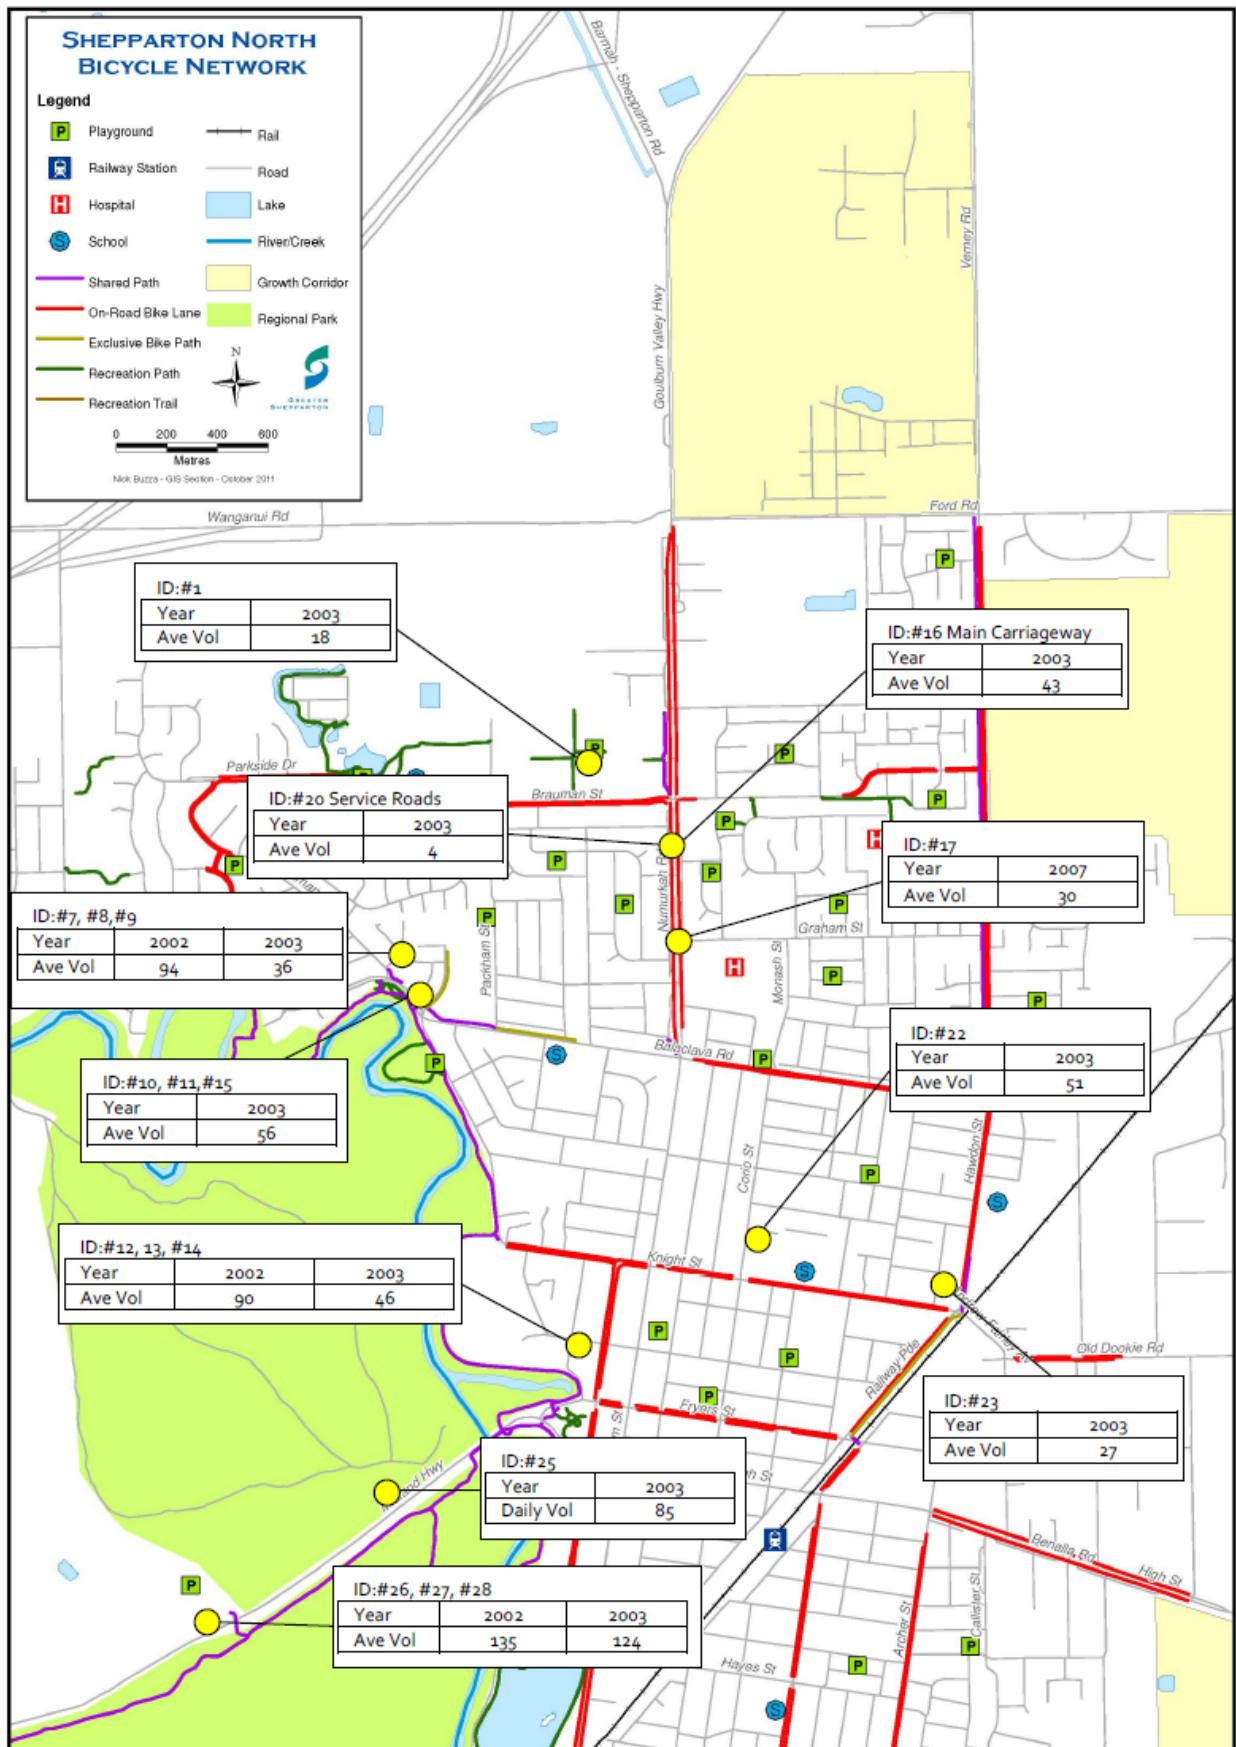 SHEPPARTON NORTH
BICYCLE NETWORK
Legend
P Playground
Rail
Railway Station
Road
H Hospital
Lake
S School
River/Creek
Shared Path
Growth Corridor
On-Road Bike Lane
Regional Park
Exclusive Bike Path
Recreation Path
Recreation Trail
N
GREATER
SHEPPARTON
0 200 400 600
Metres
Nick Buzza - GIS Section - October 2011
Barmah - Shepparton Rd
Verney Rd
Goulburn Valley Hwy
Wanganui Rd
Ford Rd
P
ID:#1
Year 2003
Ave Vol 18
ID:#16 Main Carriageway
Year 2003
Ave Vol 43
P
P
Parkside Dr
Brauman St
P
ID:#20 Service Roads
Year 2003
Ave Vol 4
P
H
ID:#17
Year 2007
Ave Vol 30
P
P
P
P
P
P
Numurkah R
Graham St
ID:#7, #8,#9
Year 2002 2003
Ave Vol 94 36
Packham St
H
Monash St
P
P
ID:#22
Year 2003
Ave Vol 51
Balaclava Rd
S
P
P
ID:#10, #11,#15
Year 2003
Ave Vol 56
Corio St
P
Hawdon St
S
ID:#12, 13, #14
Year 2002 2003
Ave Vol 90 46
Knight St
S
P
P
Railway Pde
Old Dookie Rd
P
Fryers St
ID:#23
Year 2003
Ave Vol 27
ID:#25
Year 2003
Daily Vol 85
Benalla Rd
High St
P
ID:#26, #27, #28
Year 2002 2003
Ave Vol 135 124
Archer St
Callister St
P
Hayes St
P
S